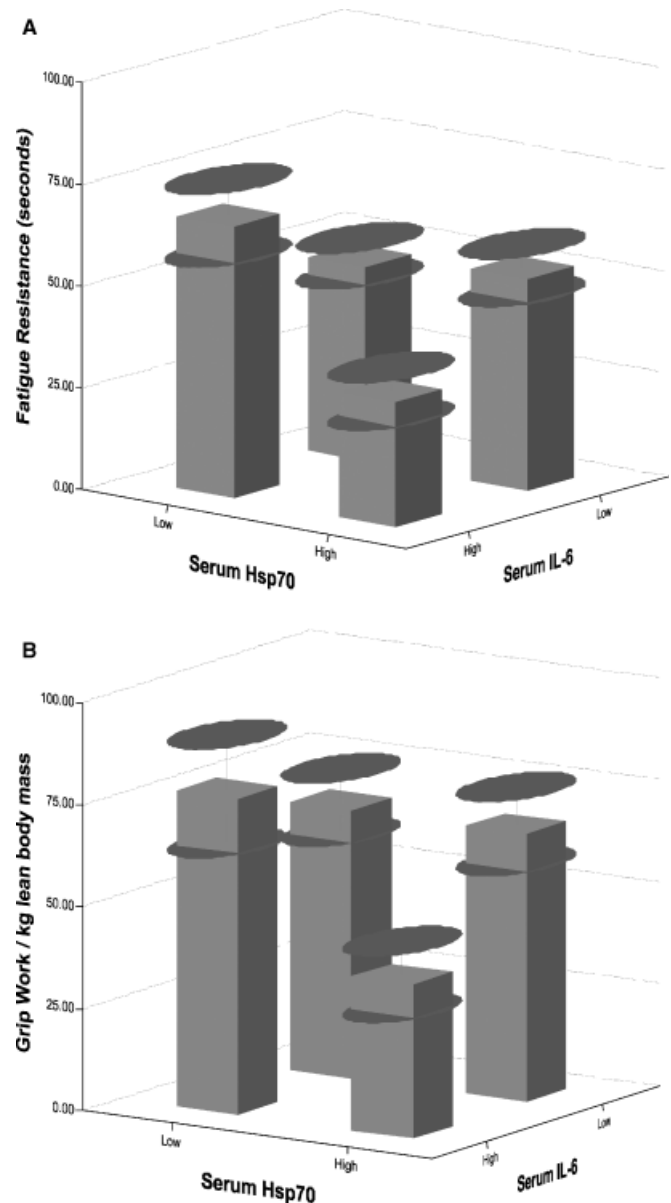 A
100.00
75.00
50.00
25.00
0.00
Fatigue Resistance (seconds)
Low
High
Serum Hsp70
High
Low
Serum IL-6
B
100.00
75.00
50.00
25.00
0.00
Grip Work / kg lean body mass
Low
High
Serum Hsp70
High
Low
Serum IL-6